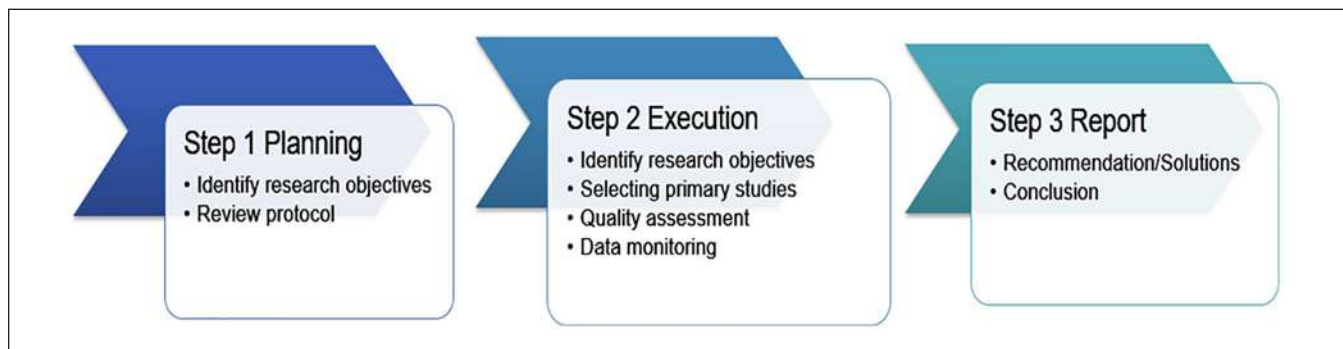 Step 1 Planning
• Identify research objectives
• Review protocol
Step 2 Execution
• Identify research objectives
• Selecting primary studies
• Quality assessment
• Data monitoring
Step 3 Report
• Recommendation/Solutions
• Conclusion